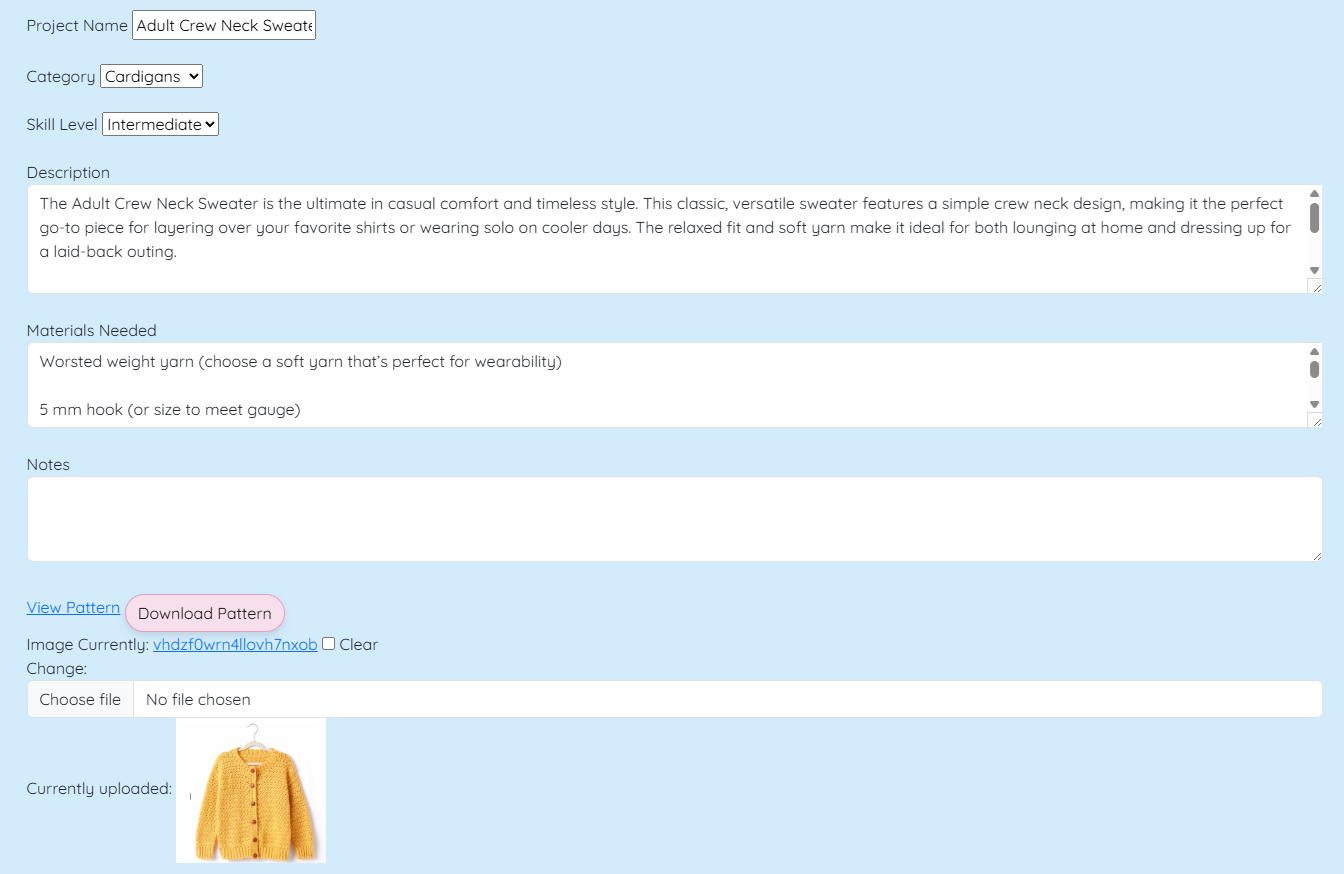 Project Name Adult Crew Neck Sweate
Category Cardigans
Skill Level Intermediate
Description
The Adult Crew Neck Sweater is the ultimate in casual comfort and timeless style. This classic, versatile sweater features a simple crew neck design, making it the perfect
go-to piece for layering over your favorite shirts or wearing solo on cooler days. The relaxed fit and soft yarn make it ideal for both lounging at home and dressing up for
a laid-back outing.
Materials Needed
Worsted weight yarn (choose a soft yarn that’s perfect for wearability)
5 mm hook (or size to meet gauge)
Notes
View Pattern Download Pattern
Image Currently: vhdzf0wrn4llovh7nxob Clear
Change:
Choose file No file chosen
Currently uploaded: